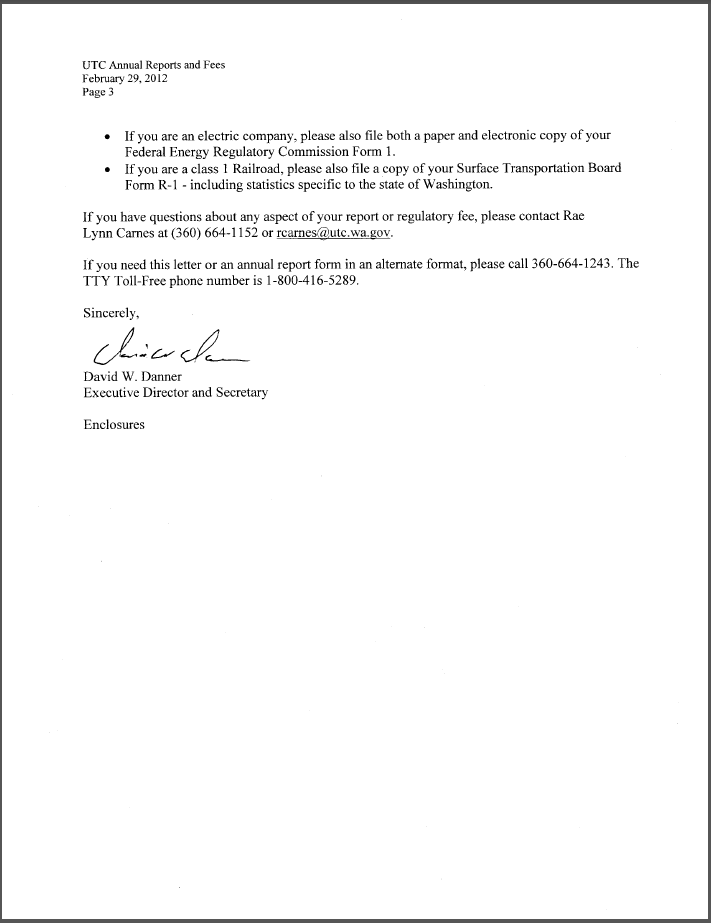 UTC Annual Reports and Fees
February 29, 2012
Page 3
• If you are an electric company, please also file both a paper and electronic copy of your
Federal Energy Regulatory Commission Form 1.
• If you are a class 1 Railroad, please also file a copy of your Surface Transportation Board
Form R-1 - including statistics specific to the state of Washington.
If you have questions about any aspect of your report or regulatory fee, please contact Rae
Lynn Carnes at (360) 664-1152 or rcarnes@utc.wa.gov.
If you need this letter or an annual report form in an alternate format, please call 360-664-1243. The
TTY Toll-Free phone number is 1-800-416-5289.
Sincerely,
David W. Danner
Executive Director and Secretary
Enclosures